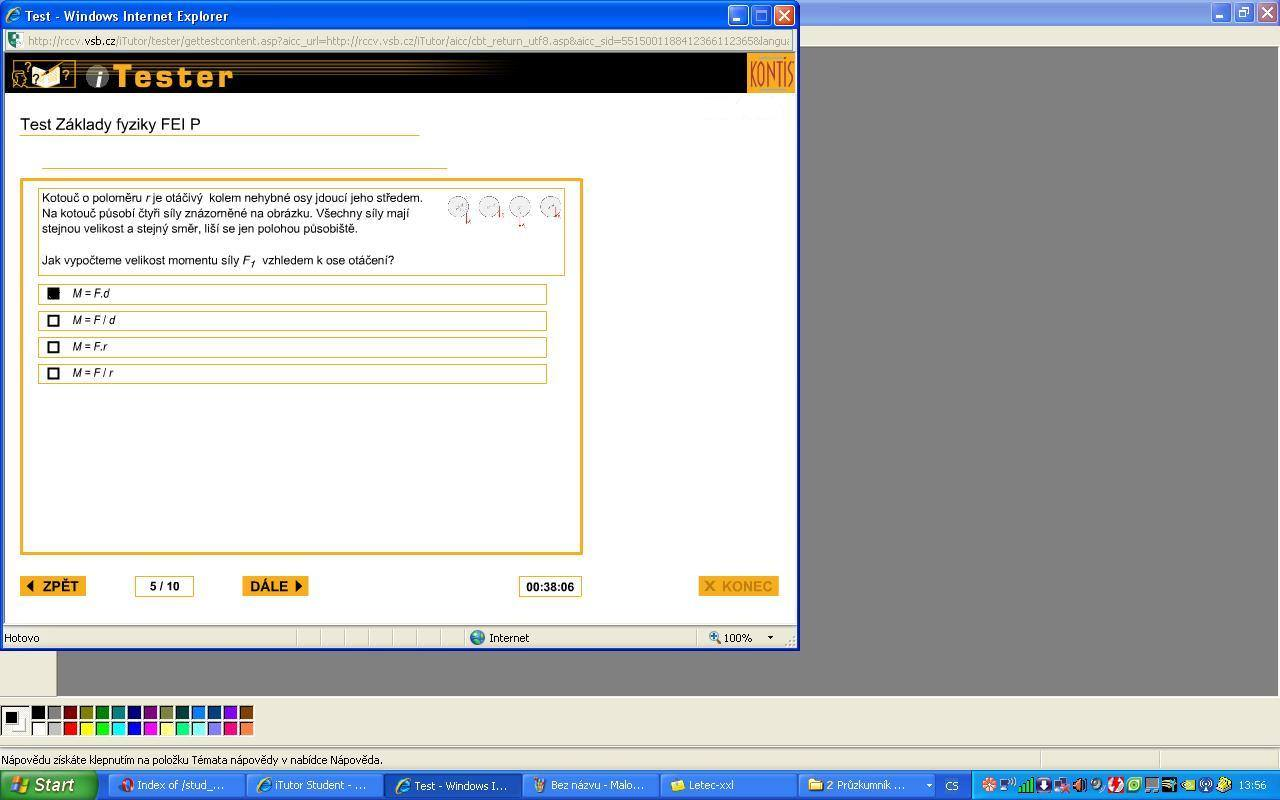 Test - Windows Internet Explorer
http://rccv.vsb.cz/iTutor/tester/gettestcontent.asp?aicc_url=http://rccv.vsb.cz/iTutor/aicc/cbt_return_utf8.asp&aicc_sid=5515001188412366112365&langua
i Tester
KONTIS
Test Základy fyziky FEI P
Kotouč o poloměru r je otáčivý kolem nehybné osy jdoucí jeho středem.
Na kotouč působí čtyři síly znázorněné na obrázku. Všechny síly mají
stejnou velikost a stejný směr, liší se jen polohou působiště.
Jak vypočteme velikost momentu síly F1 vzhledem k ose otáčení?
M = F.d
M = F / d
M = F.r
M = F / r
ZPĚT
5 / 10
DÁLE
00:38:06
X KONEC
Hotovo
Internet
100%
Nápovědu získáte klepnutím na položku Témata nápovědy v nabídce Nápověda.
Start
Index of /stud_...
iTutor Student - ...
Test - Windows I...
Bez názvu - Malo...
Letec-xxl
2 Průzkumník ...
CS
13:56